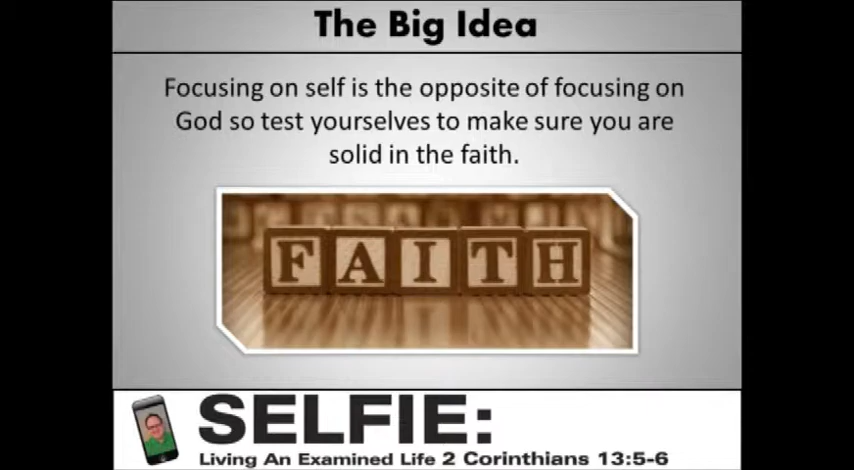 The Big Idea
Focusing on self is the opposite of focusing on
God so test yourselves to make sure you are
solid in the faith.
FAITH
SELFIE:
Living An Examined Life 2 Corinthians 13:5-6